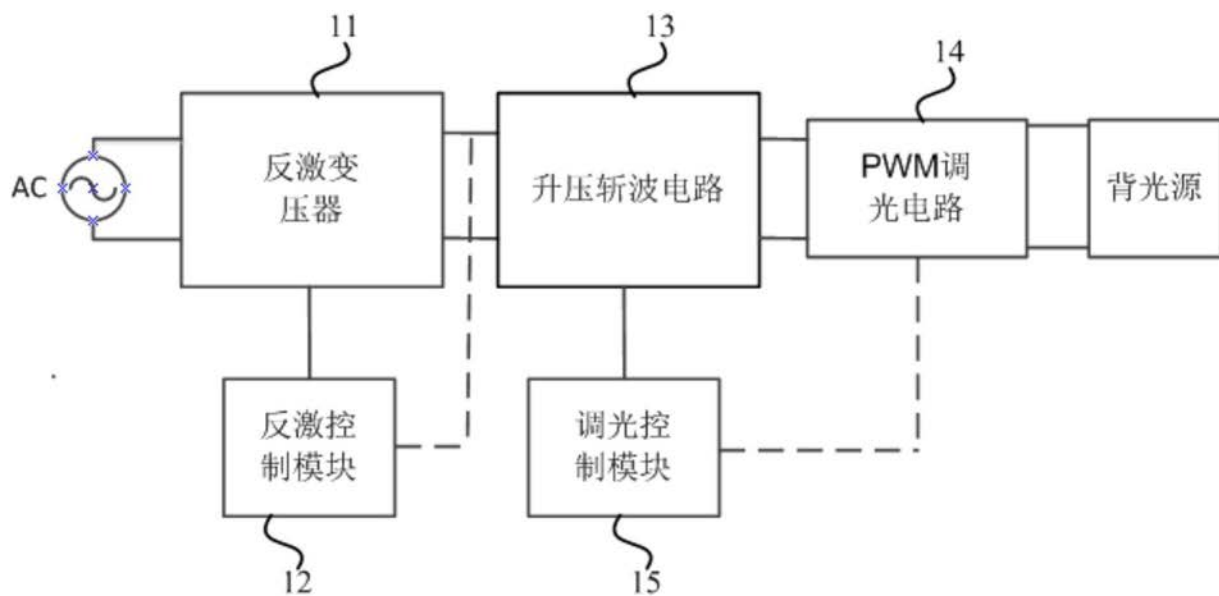 11
13
14
AC
反激变
压器
升压斩波电路
PWM调
光电路
背光源
反激控
制模块
调光控
制模块
12
15